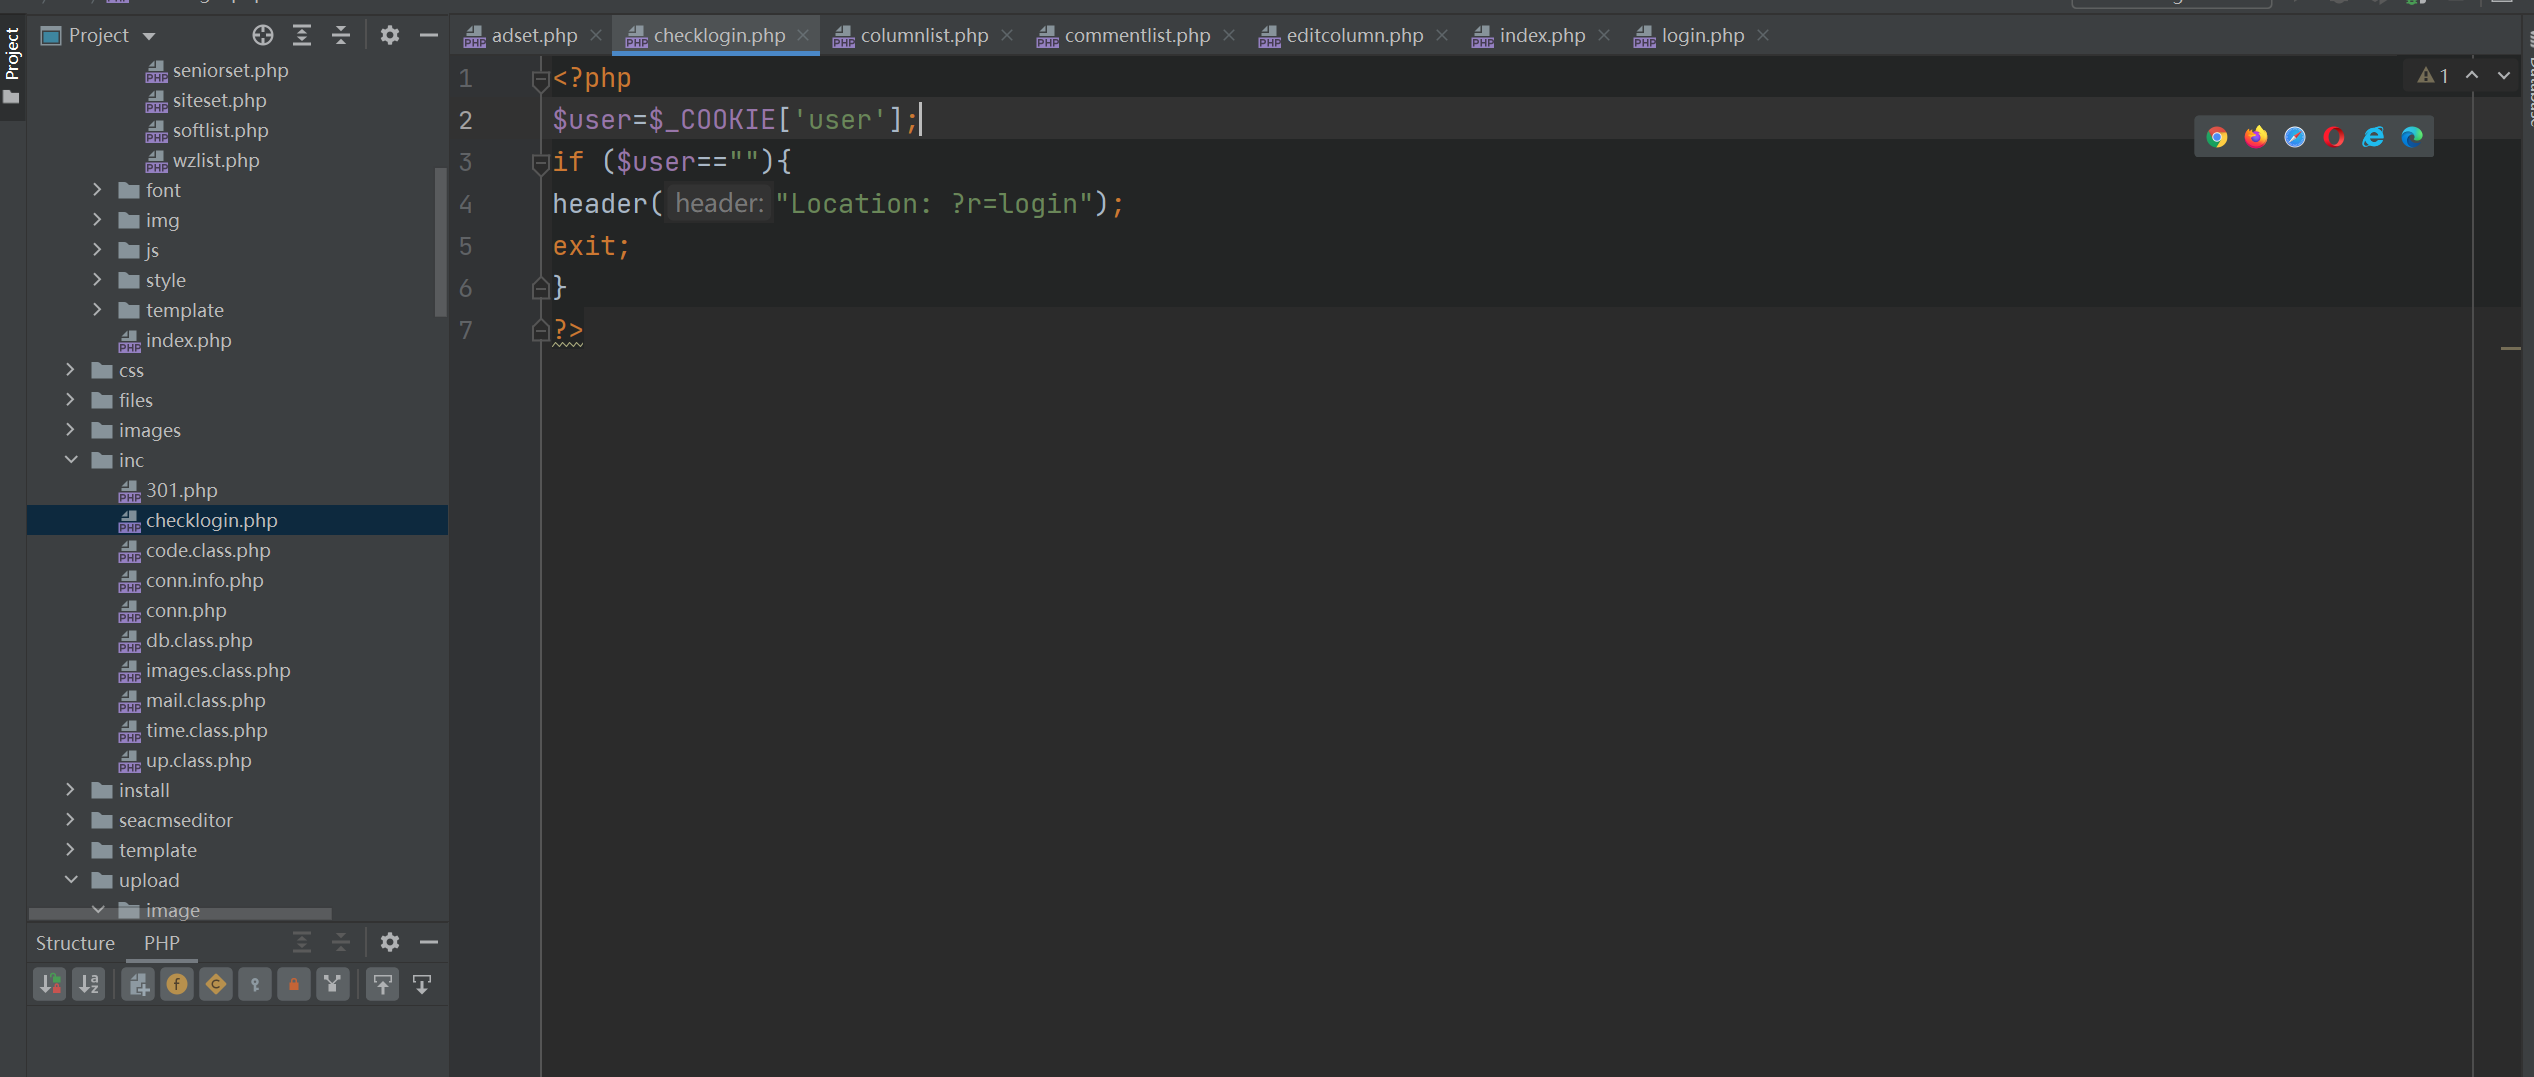 Project
Project
seniorset.php
siteset.php
softlist.php
wzlist.php
font
img
js
style
template
index.php
css
files
images
inc
301.php
checklogin.php
code.class.php
conn.info.php
conn.php
db.class.php
images.class.php
mail.class.php
time.class.php
up.class.php
install
seacmseditor
template
upload
image
Structure PHP
adset.php checklogin.php columnlist.php commentlist.php editcolumn.php index.php login.php
1 <?php
2 $user=$_COOKIE['user'];
3 if ($user==""){
4 header( header: "Location: ?r=login");
5 exit;
6 }
7 ?>
1